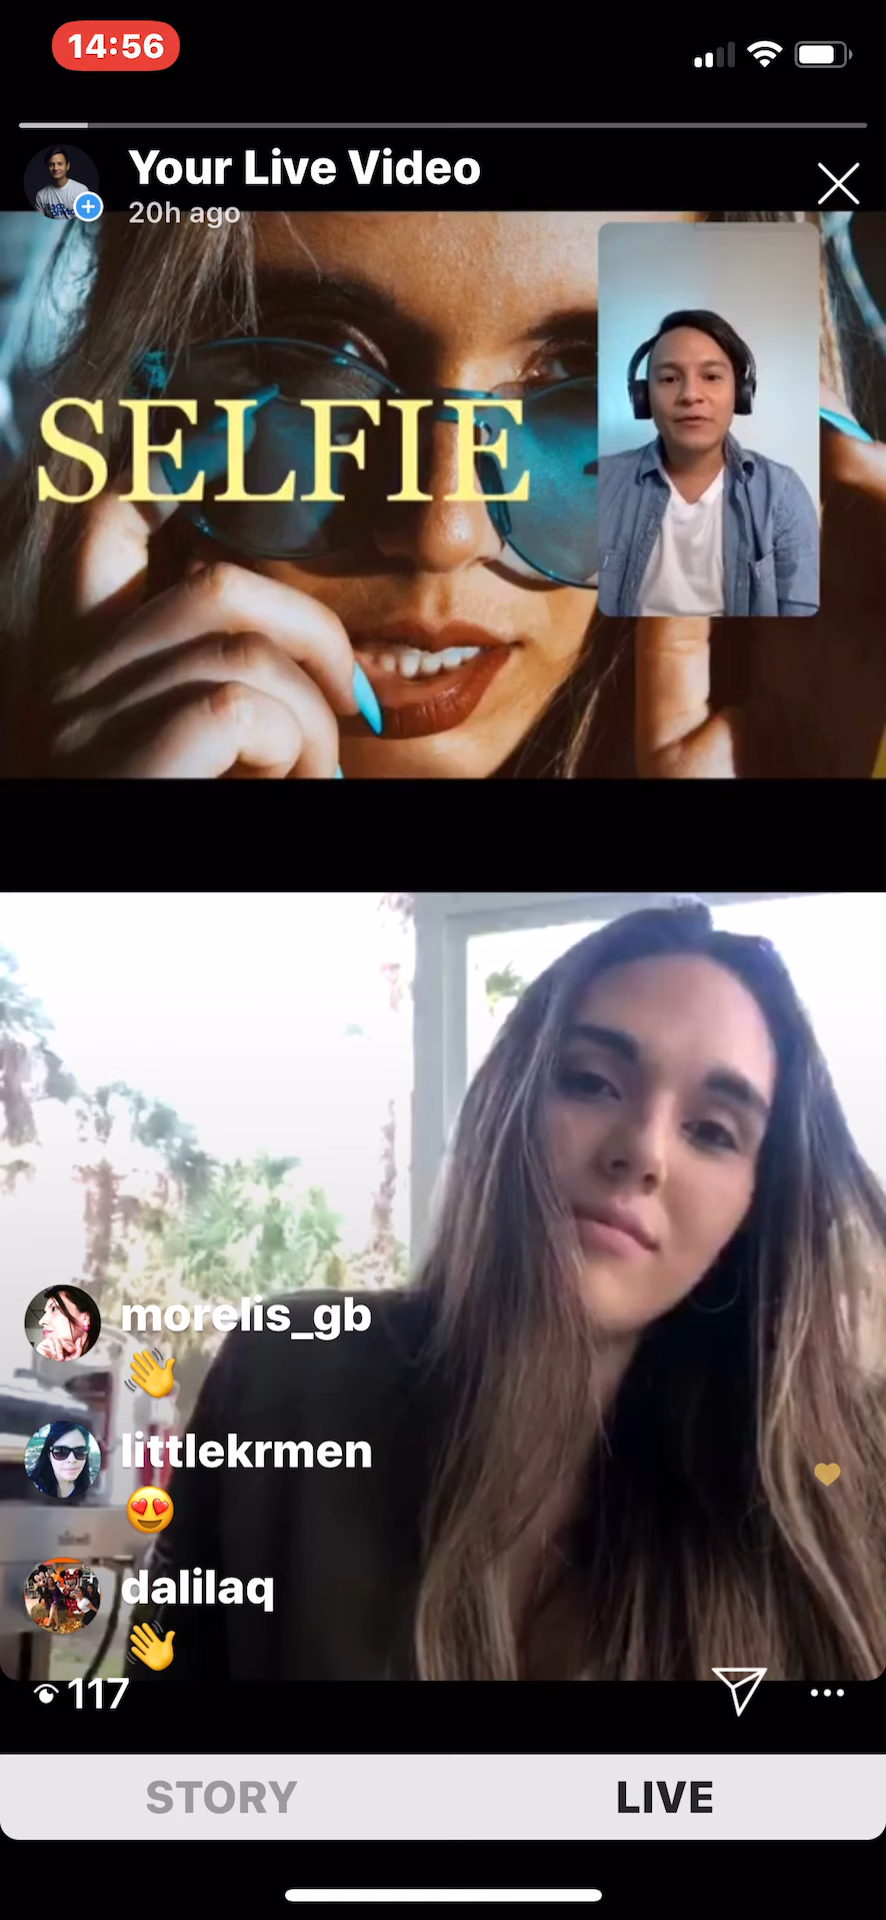 14:56
Your Live Video
20h ago
SELFIE
morelis_gb
👋
littlekrmen
😍
dalilaq
👋
117
STORY
LIVE